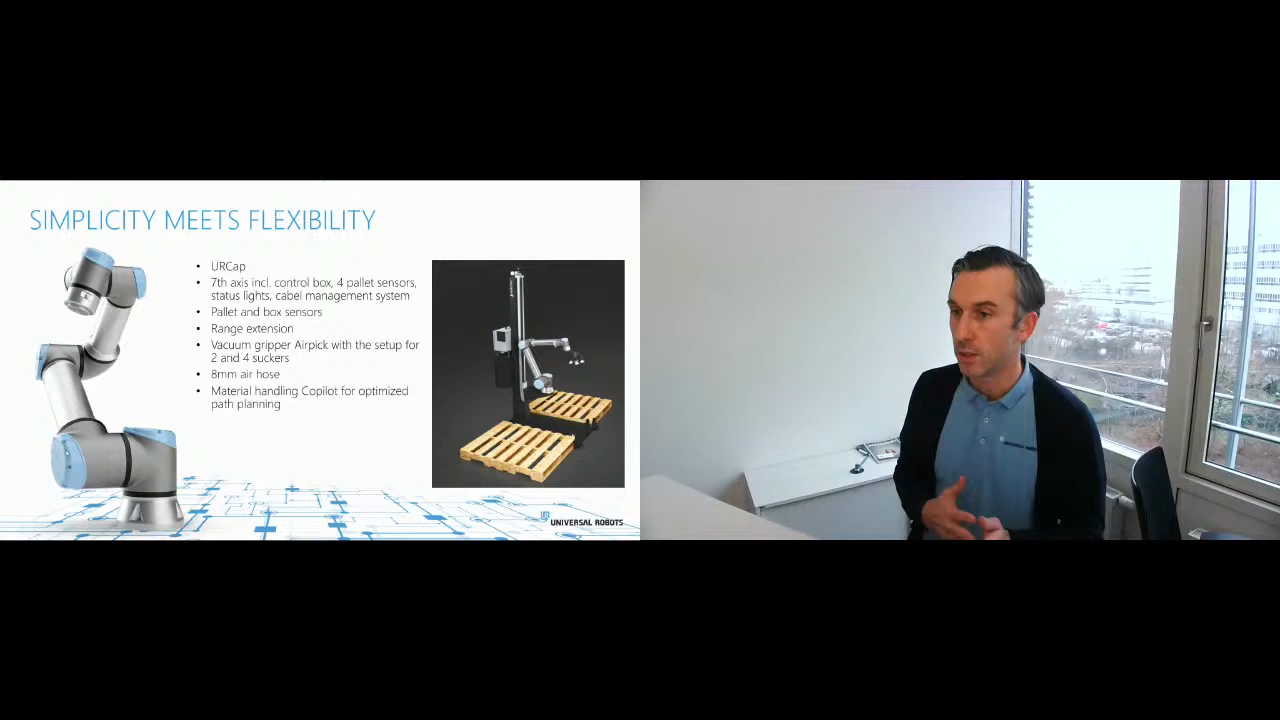 SIMPLICITY MEETS FLEXIBILITY
• URCap
• 7th axis incl. control box, 4 pallet sensors,
status lights, cabel management system
• Pallet and box sensors
• Range extension
• Vacuum gripper Airpick with the setup for
2 and 4 suckers
• 8mm air hose
• Material handling Copilot for optimized
path planning
UNIVERSAL ROBOTS
UNIVERSAL ROBOTS